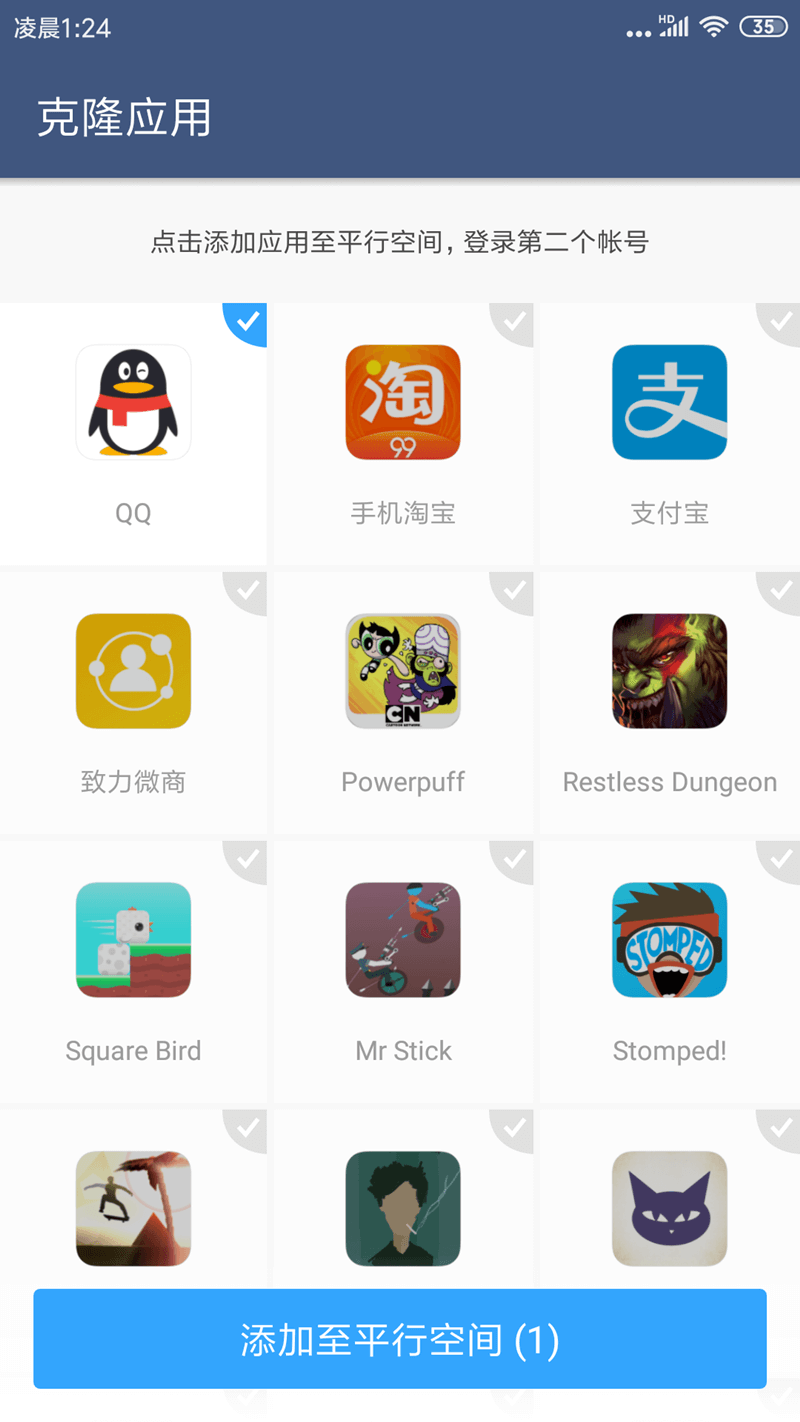 凌晨1:24
HD
35
克隆应用
点击添加应用至平行空间，登录第二个帐号
淘
99
支
QQ
手机淘宝
支付宝
CN
CARTOON NETWORK
致力微商
Powerpuff
Restless Dungeon
STOMPED
Square Bird
Mr Stick
Stomped!
添加至平行空间 (1)